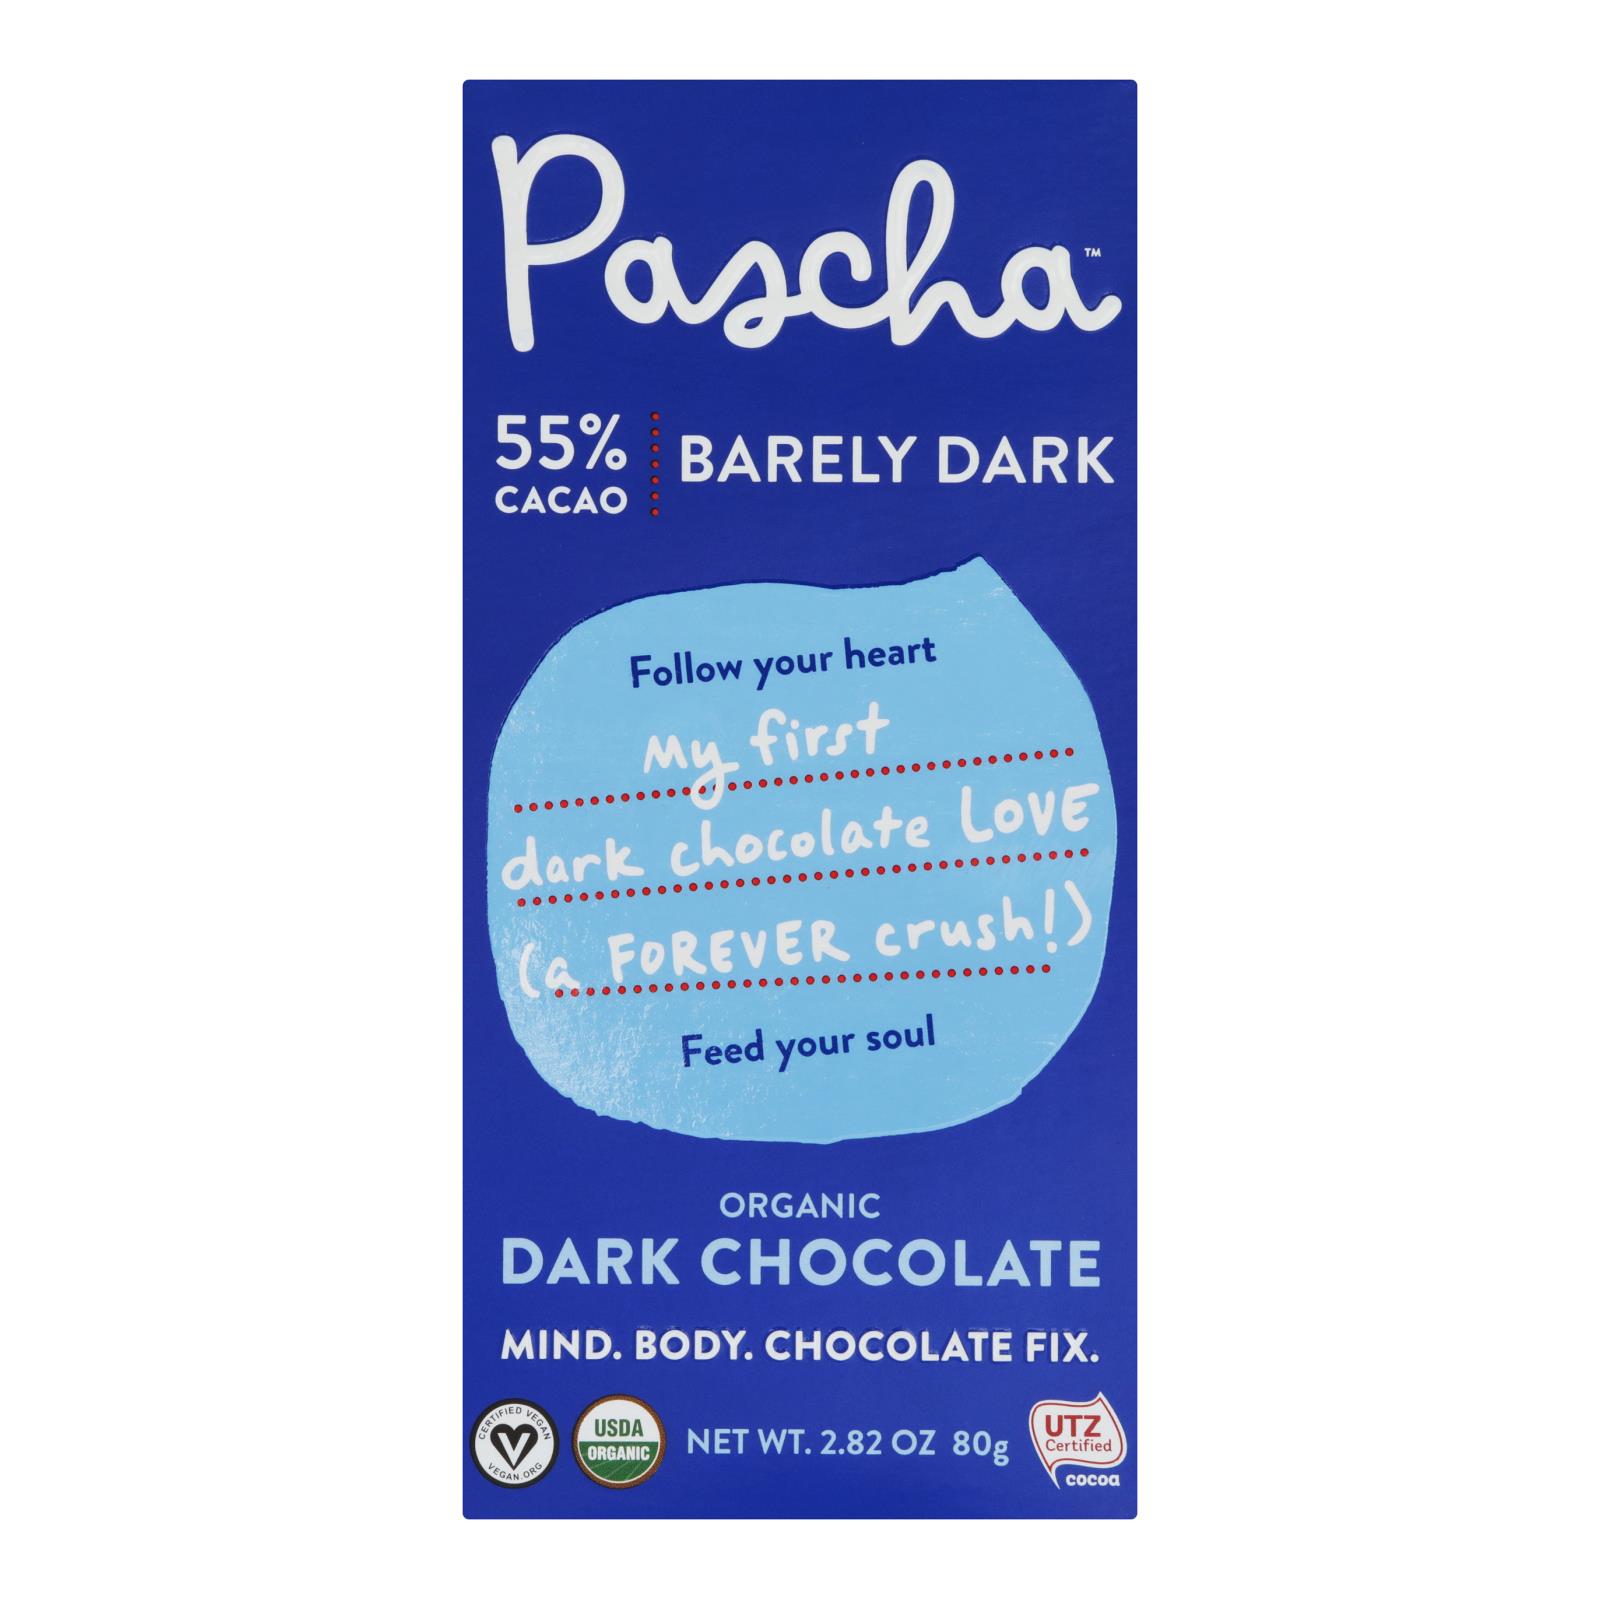 Pascha™
55% CACAO
BARELY DARK
Follow your heart
My first
dark chocolate LOVE
(a FOREVER crush!)
Feed your soul
ORGANIC
DARK CHOCOLATE
MIND. BODY. CHOCOLATE FIX.
CERTIFIED VEGAN
VEGAN.ORG
USDA
ORGANIC
NET WT. 2.82 OZ 80g
UTZ
Certified
cocoa